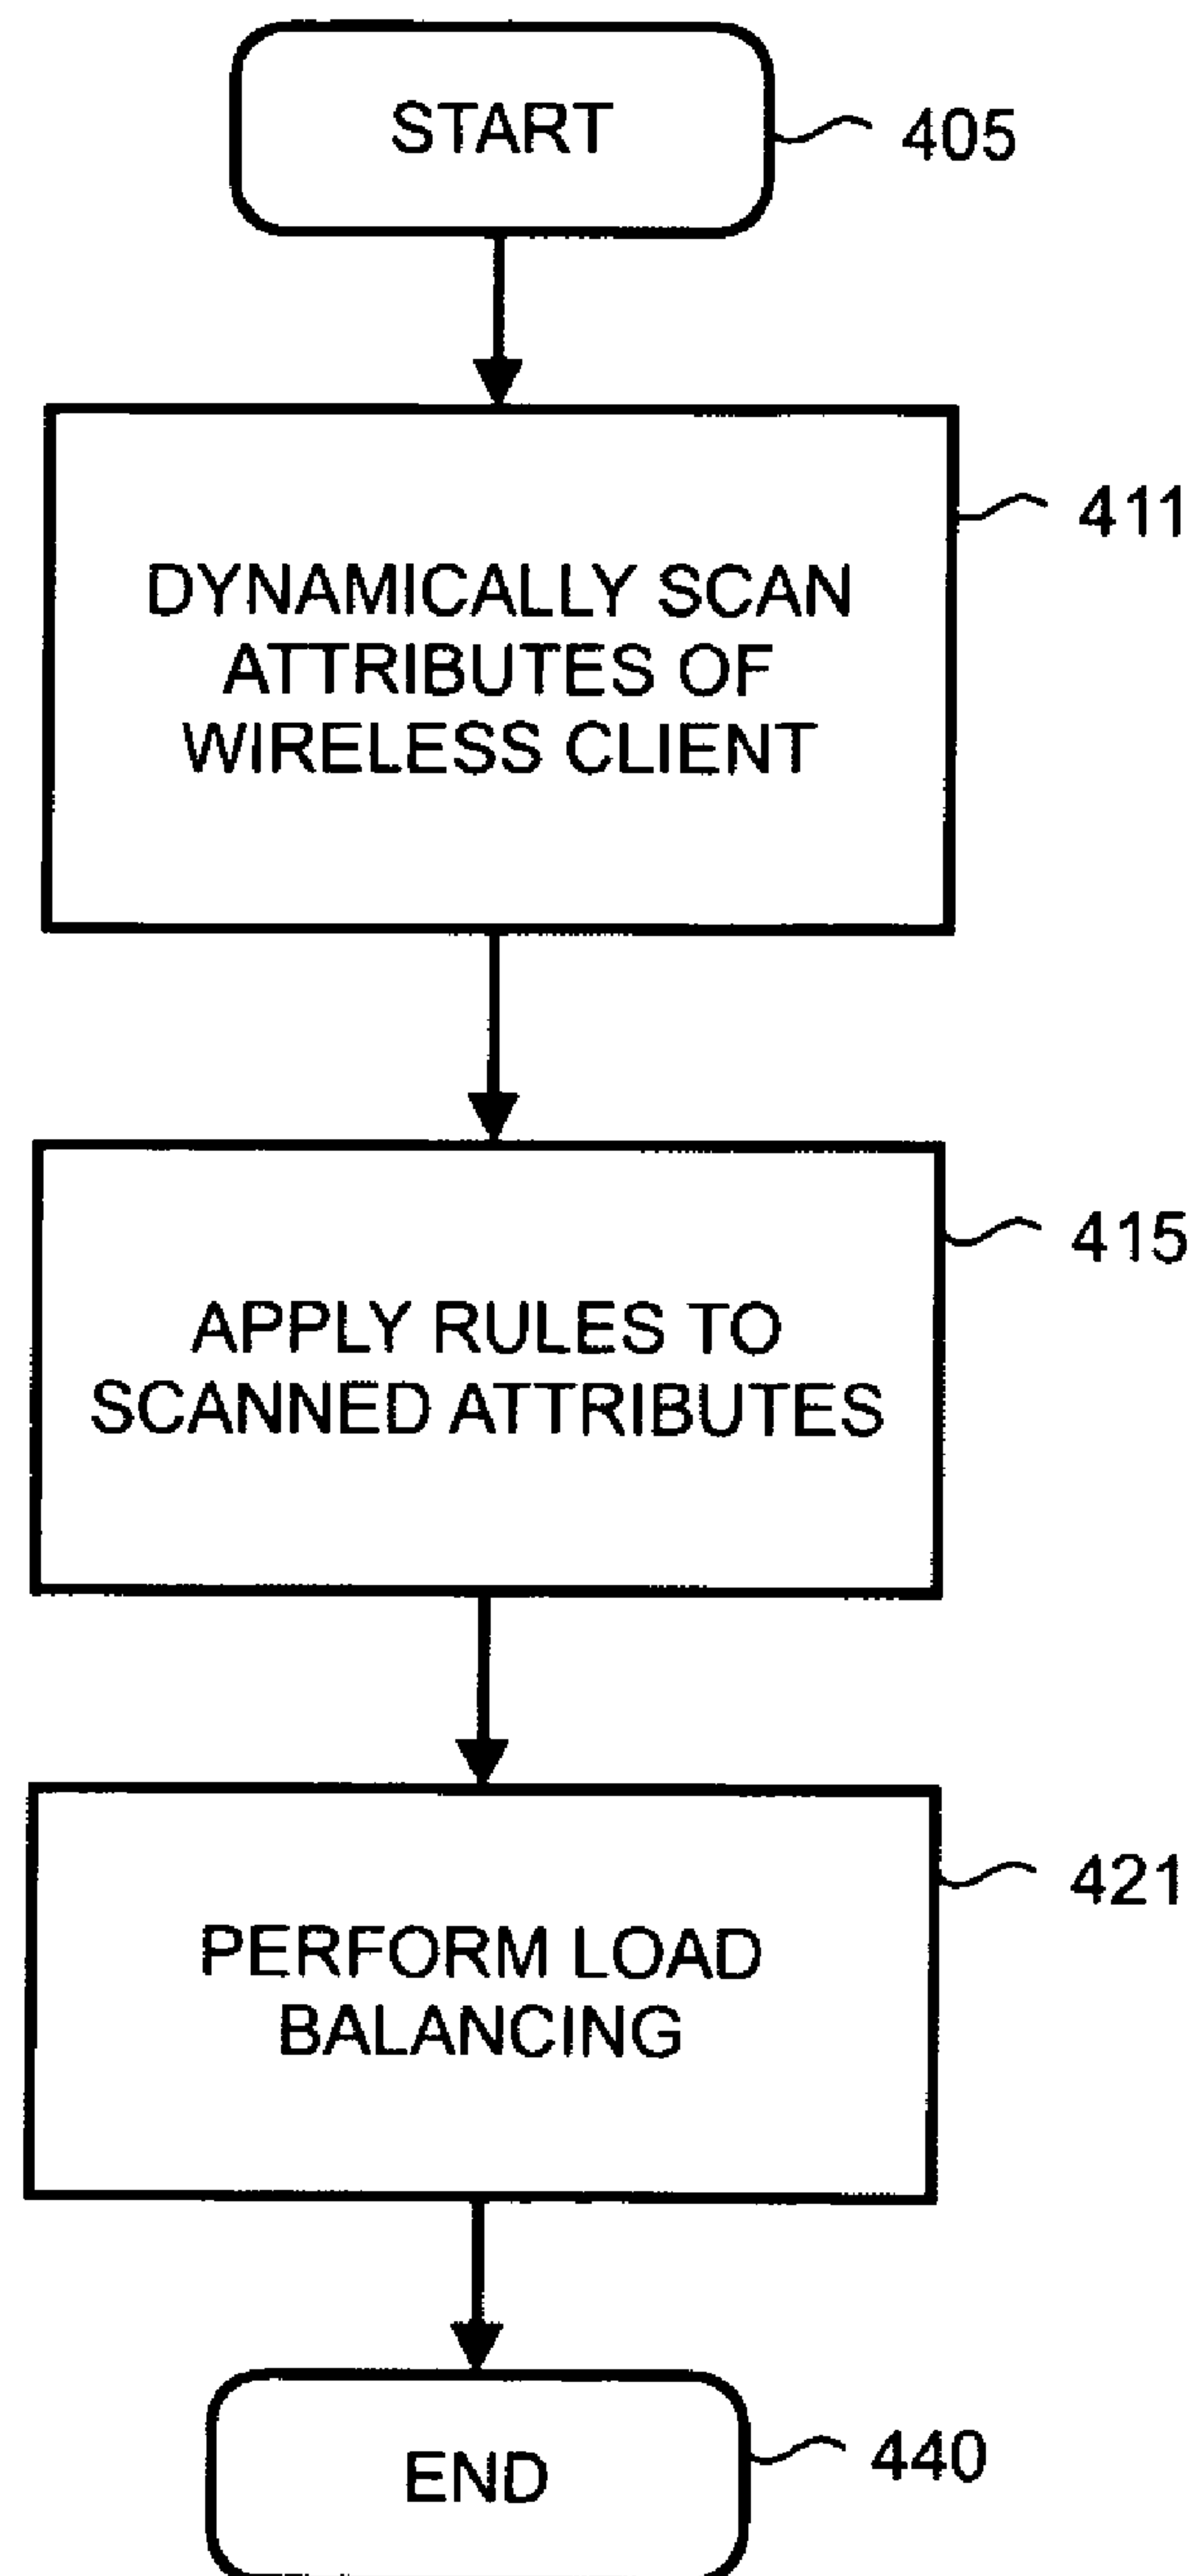 START
405
DYNAMICALLY SCAN
ATTRIBUTES OF
WIRELESS CLIENT
411
APPLY RULES TO
SCANNED ATTRIBUTES
415
PERFORM LOAD
BALANCING
421
END
440